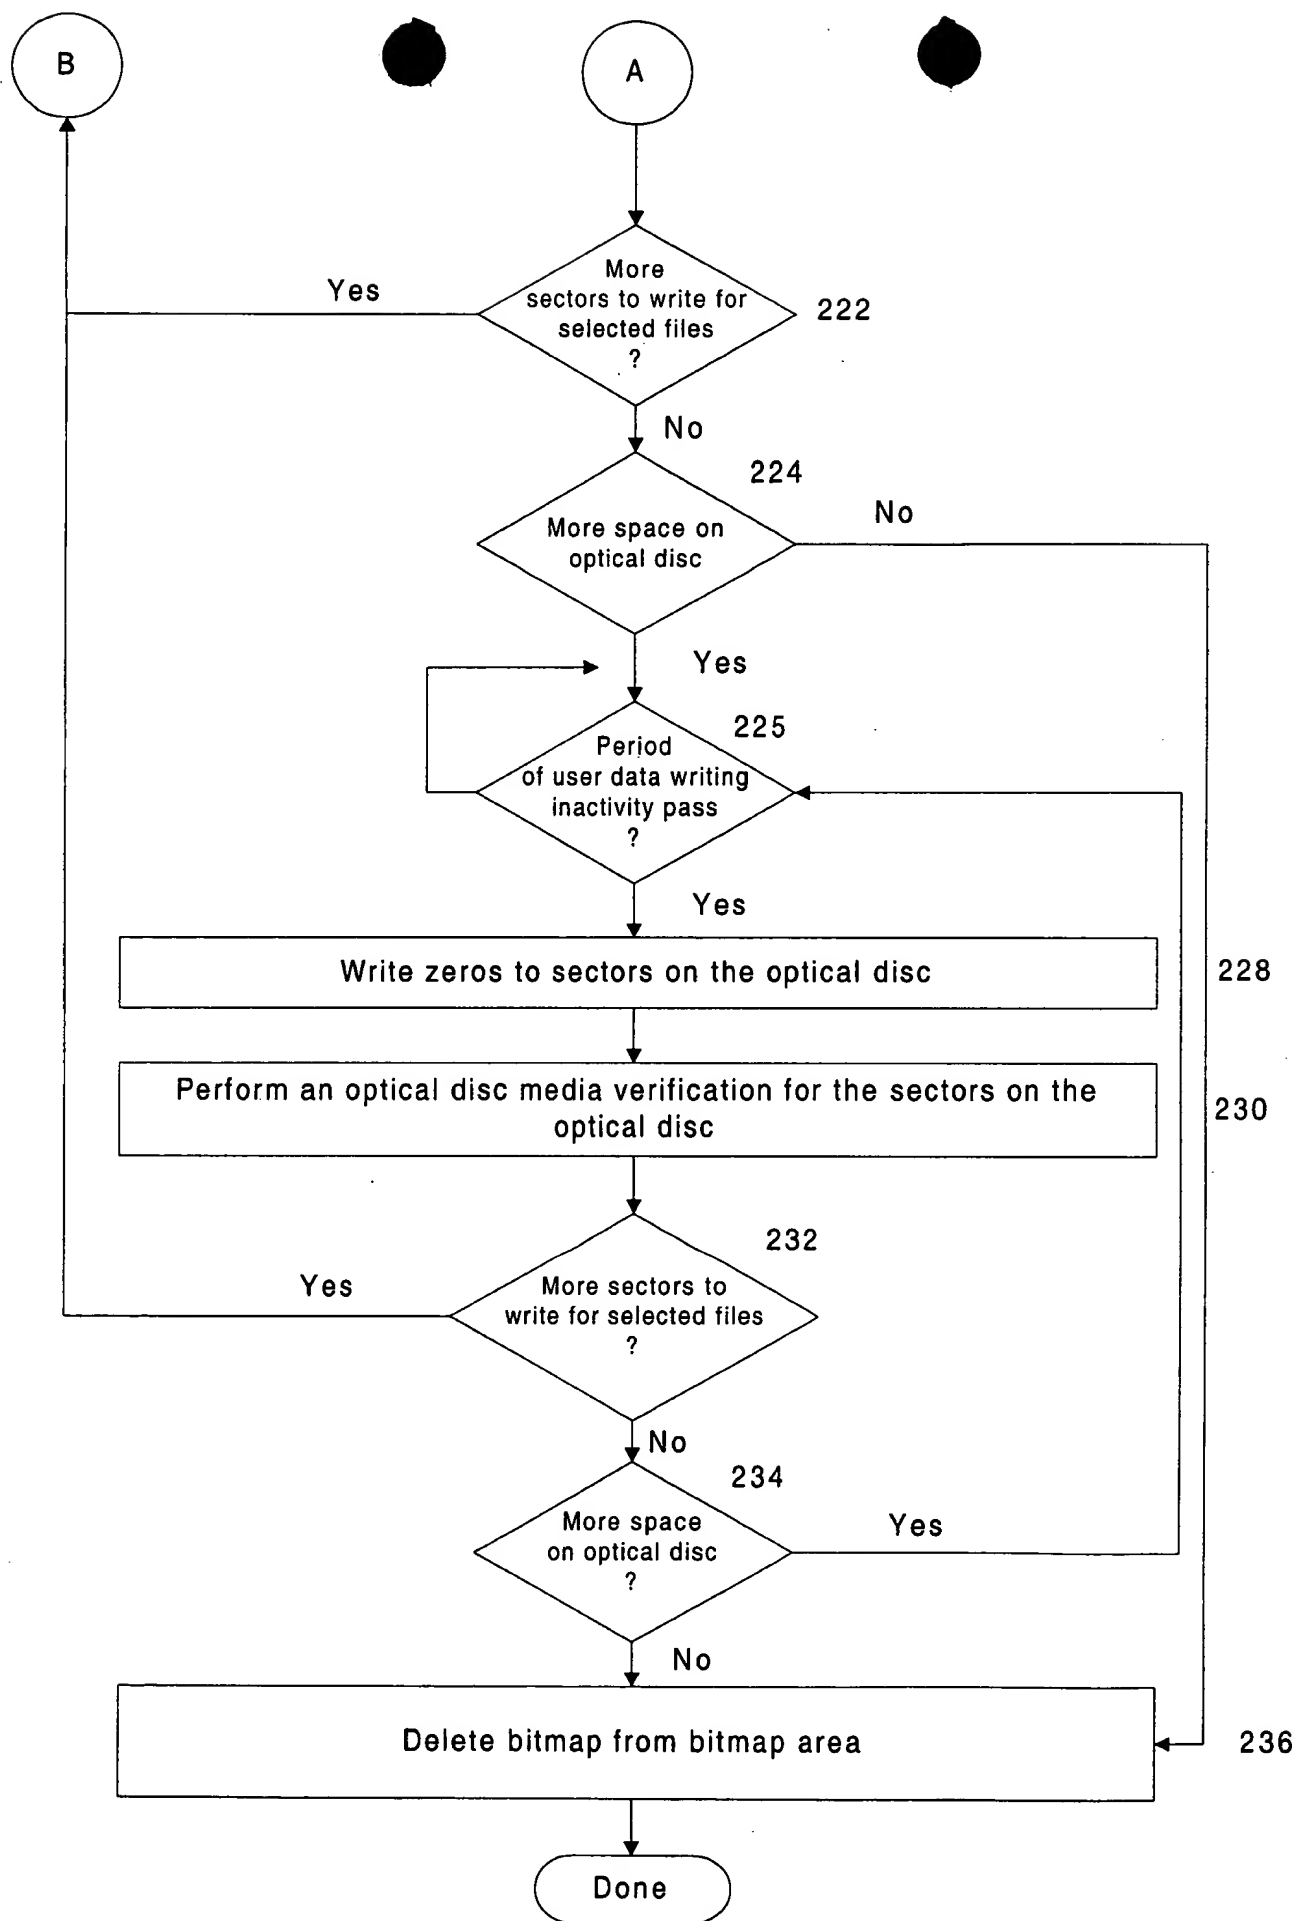 B
A
More
sectors to write for
selected files
?
Yes
222
No
224
More space on
optical disc
No
Yes
225
Period
of user data writing
inactivity pass
?
Yes
Write zeros to sectors on the optical disc
228
Perform an optical disc media verification for the sectors on the
optical disc
230
232
More sectors to
write for selected files
?
Yes
No
234
More space
on optical disc
?
Yes
No
Delete bitmap from bitmap area
236
Done